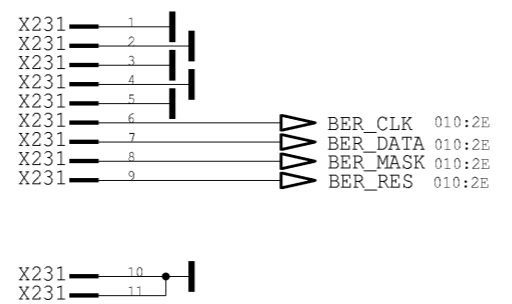 X231 1
X231 2
X231 3
X231 4
X231 5
X231 6 BER_CLK 010:2E
X231 7 BER_DATA 010:2E
X231 8 BER_MASK 010:2E
X231 9 BER_RES 010:2E
X231 10
X231 11